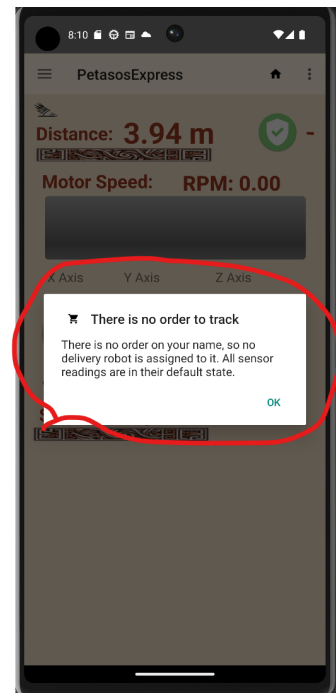 8:10
PetasosExpress
Distance: 3.94 m -
Motor Speed: RPM: 0.00
X Axis Y Axis Z Axis
There is no order to track
There is no order on your name, so no
delivery robot is assigned to it. All sensor
readings are in their default state.
OK